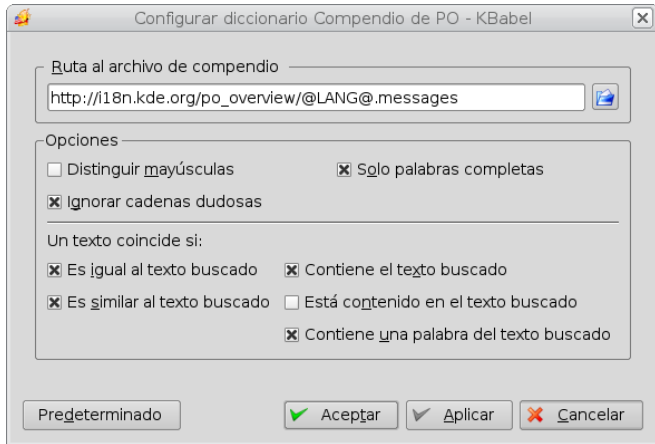 Configurar diccionario Compendio de PO - KBabel
Ruta al archivo de compendio
http://i18n.kde.org/po_overview/@LANG@.messages
Opciones
Distinguir mayúsculas
Solo palabras completas
Ignorar cadenas dudosas
Un texto coincide si:
Es igual al texto buscado
Contiene el texto buscado
Es similar al texto buscado
Está contenido en el texto buscado
Contiene una palabra del texto buscado
Predeterminado
Aceptar
Aplicar
Cancelar